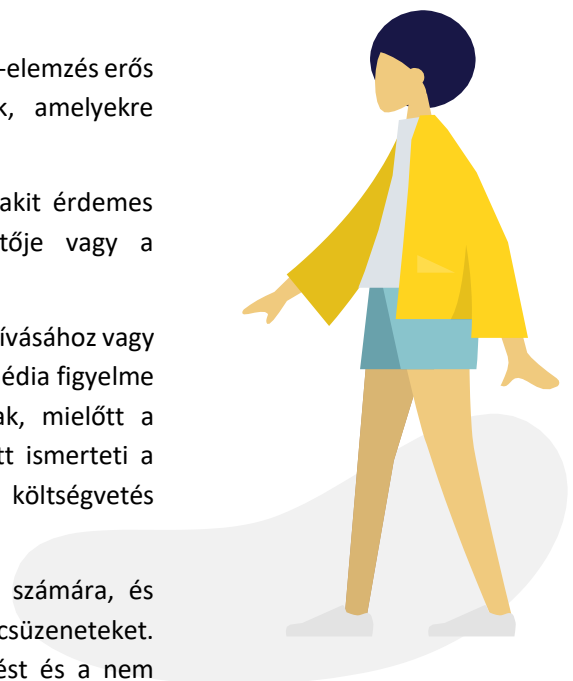 -elemzés erős
k, amelyekre
akit érdemes
tője vagy a
ívásához vagy
édia figyelme
ak, mielőtt a
tt ismerteti a
költségvetés
számára, és
csüzeneteket.
ést és a nem